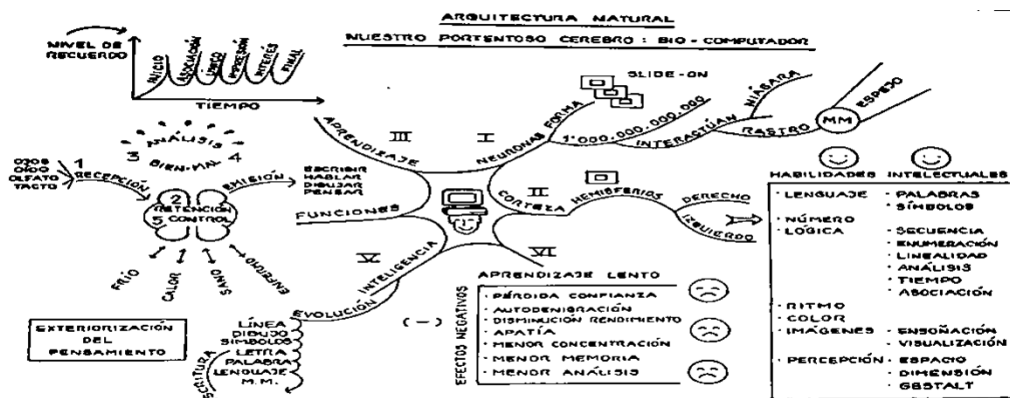 ARQUITECTURA NATURAL
NUESTRO PORTENTOSO CEREBRO : BIO - COMPUTADOR
NIVEL DE
RECUERDO
INICIO
ASOCIACIÓN
ÚNICO
IMPRESIÓN
INTERÉS
FINAL
TIEMPO
III
APRENDIZAJE
I
NEURONAS
FORMA
SLIDE-ON
1'000,000,000,000
INTERACTÚAN
NIÁGARA
RASTRO
MM
ESPEJO
II
CORTEZA
HEMISFERIOS
DERECHO
IZQUIERDO
HABILIDADES INTELECTUALES
· LENGUAJE · PALABRAS
· SÍMBOLOS
· NÚMERO
· LÓGICA · SECUENCIA
· ENUMERACIÓN
· LINEALIDAD
· ANÁLISIS
· TIEMPO
· ASOCIACIÓN
· RITMO
· COLOR
· IMÁGENES · ENSOÑACIÓN
· VISUALIZACIÓN
· PERCEPCIÓN · ESPACIO
· DIMENSIÓN
· GESTALT
FUNCIONES
OJOS
OÍDO
OLFATO
TACTO
1
RECEPCIÓN
2
RETENCIÓN
3
ANÁLISIS
BIEN-MAL
4
EMISIÓN
5 CONTROL
ESCRIBIR
HABLAR
DIBUJAR
PENSAR
FRÍO
CALOR
SANO
ENFERMO
V
INTELIGENCIA
EVOLUCIÓN
LÍNEA
DIBUJO
SÍMBOLOS
LETRA
PALABRA
LENGUAJE
M.M.
ESCRITURA
EXTERIORIZACIÓN
DEL
PENSAMIENTO
VI
APRENDIZAJE LENTO
(-)
EFECTOS NEGATIVOS
· PÉRDIDA CONFIANZA
· AUTODENIGRACIÓN
· DISMINUCIÓN RENDIMIENTO
· APATÍA
· MENOR CONCENTRACIÓN
· MENOR MEMORIA
· MENOR ANÁLISIS